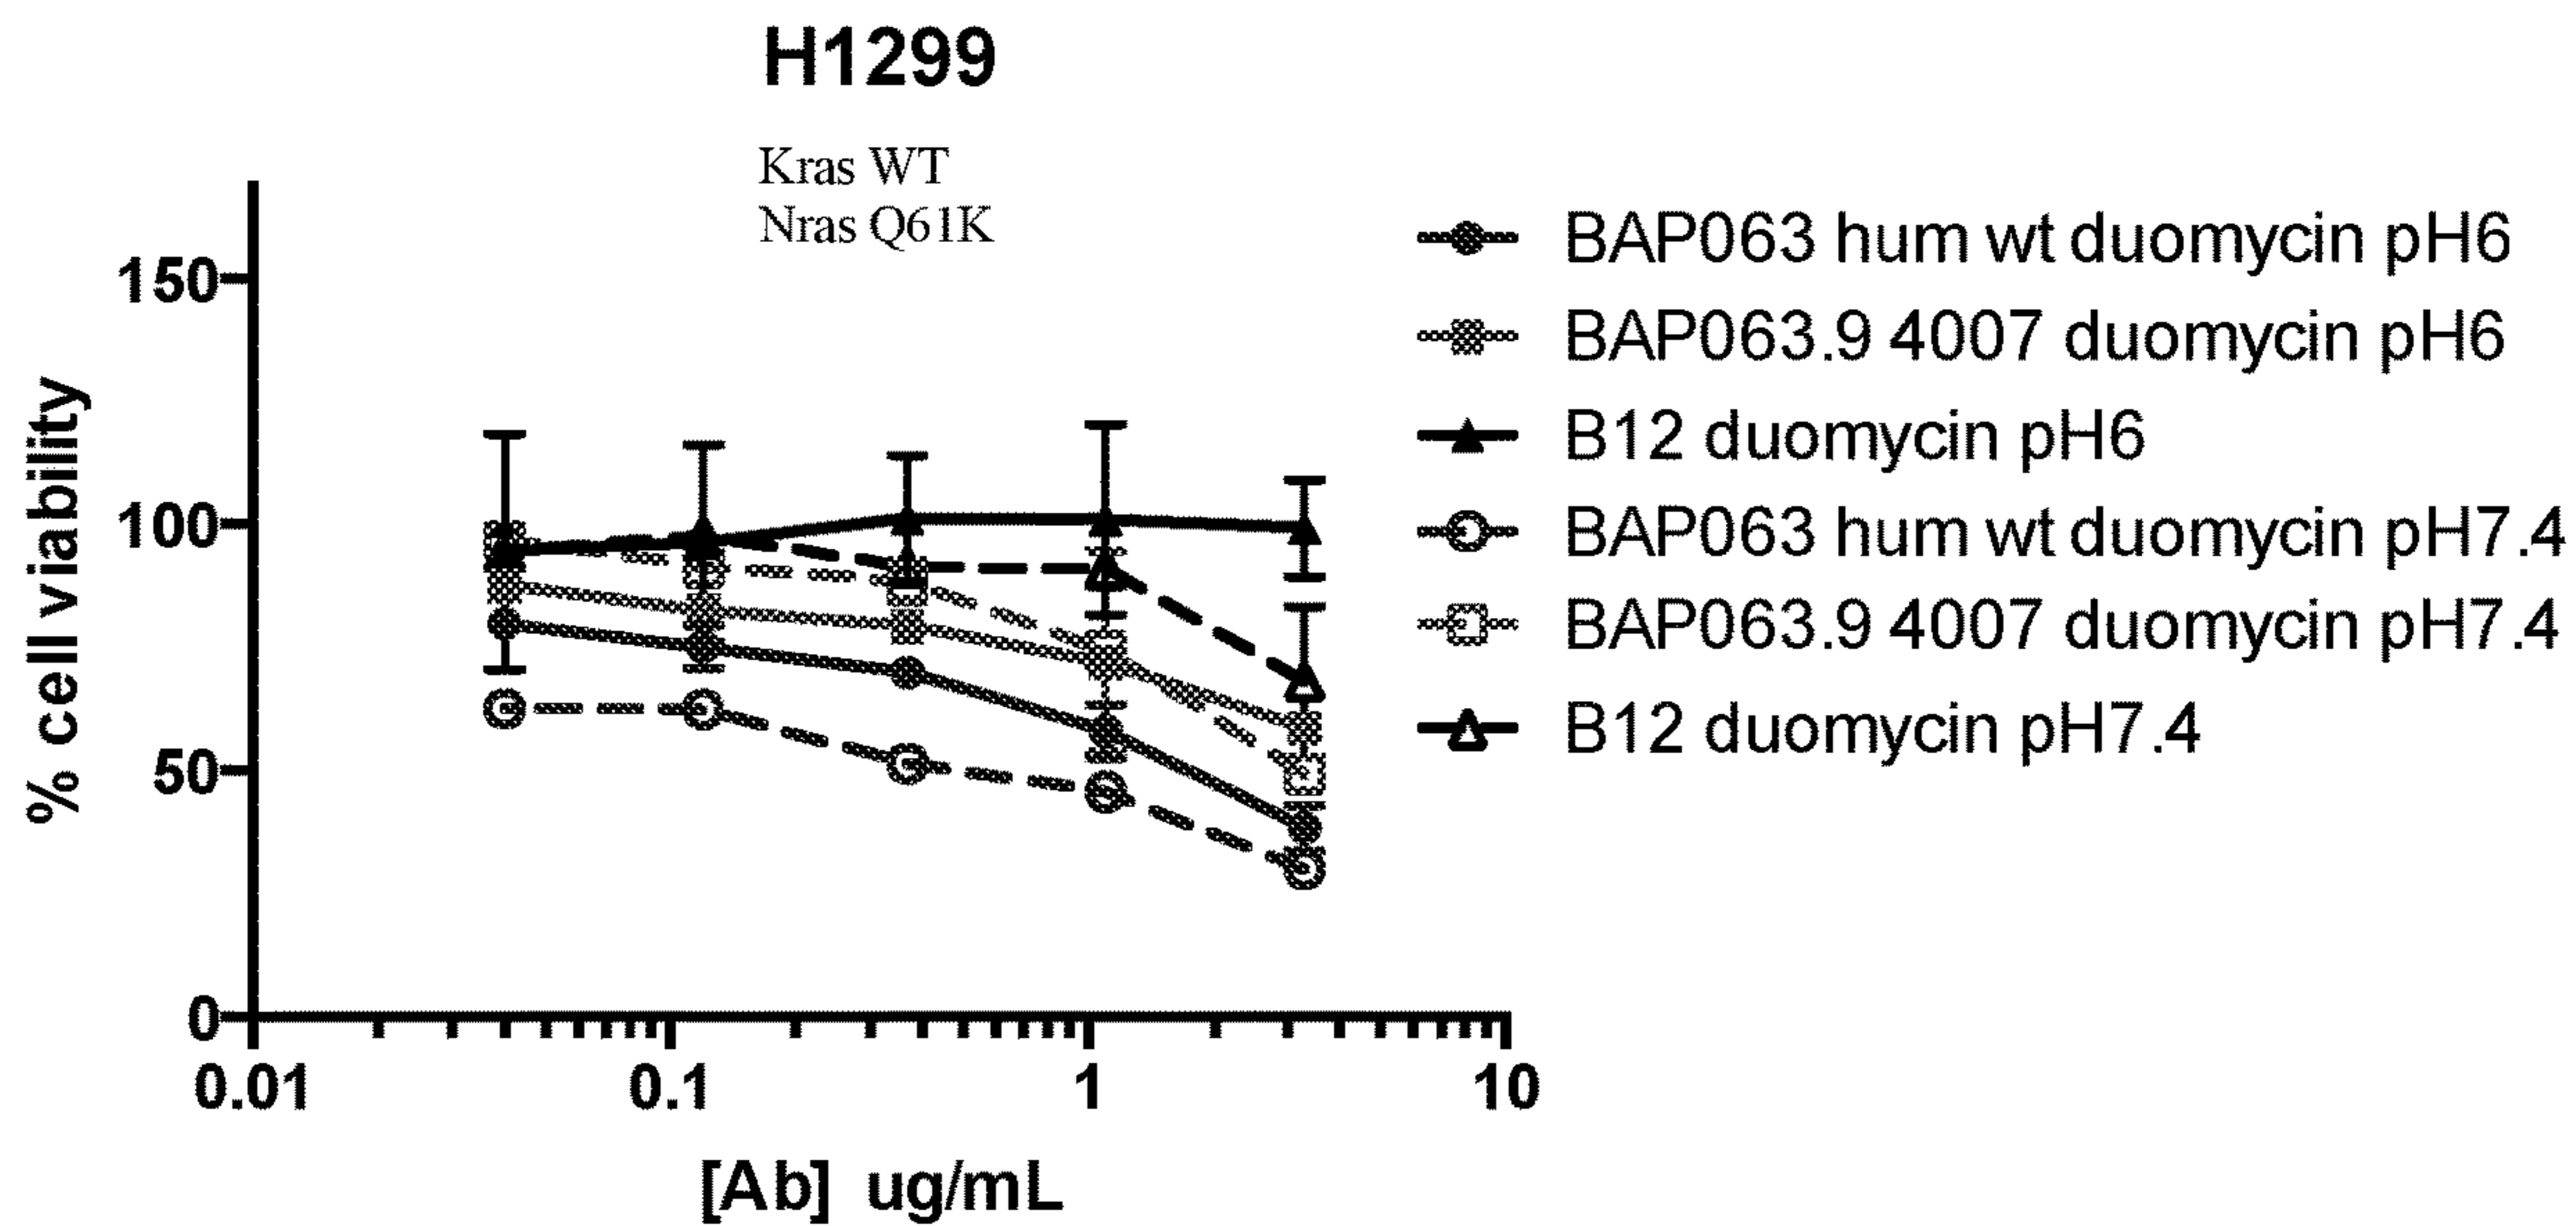 H1299
Kras WT
Nras Q61K
% cell viability
150
100
50
0
0.01
0.1
1
10
[Ab] ug/mL
BAP063 hum wt duomycin pH6
BAP063.9 4007 duomycin pH6
B12 duomycin pH6
BAP063 hum wt duomycin pH7.4
BAP063.9 4007 duomycin pH7.4
B12 duomycin pH7.4